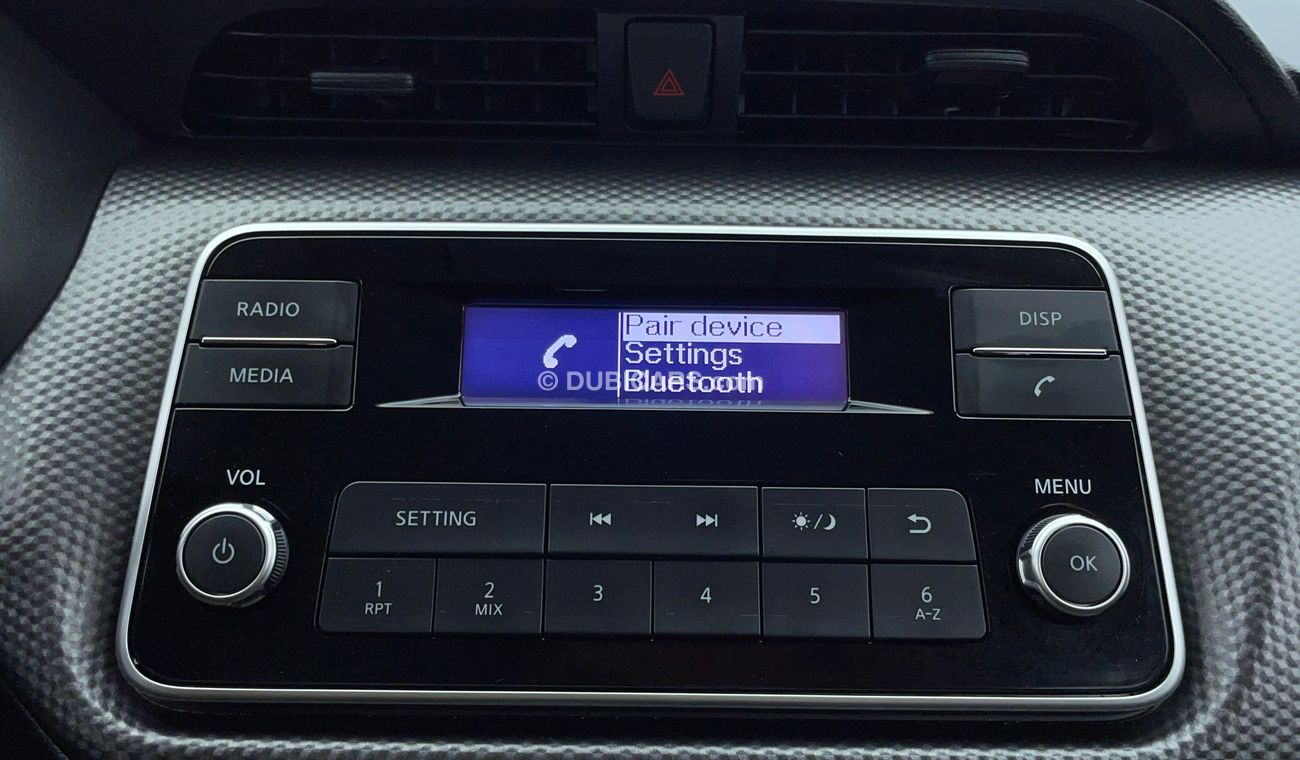 RADIO
MEDIA
Pair device
Settings
Bluetooth
© DUBICARS.com
DISP
VOL
MENU
SETTING
OK
1
RPT
2
MIX
3
4
5
6
A-Z